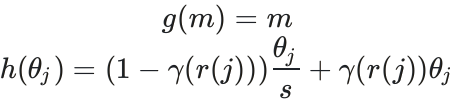 g(m) = m
h(θ_j) = (1 − γ(r(j))) θ_j/s + γ(r(j))θ_j